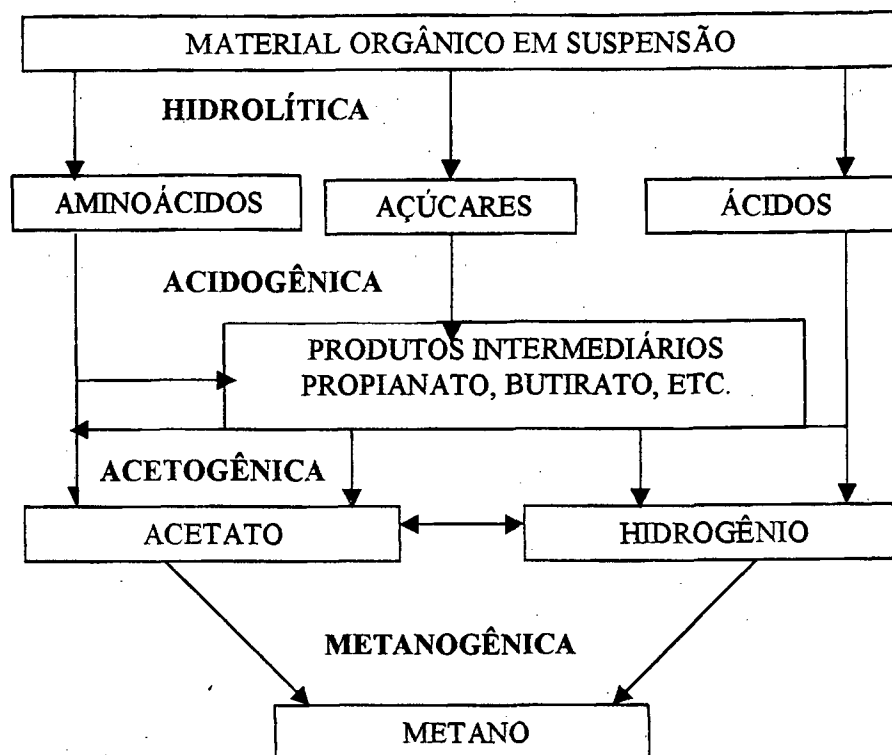 MATERIAL ORGÂNICO EM SUSPENSÃO
HIDROLÍTICA
AMINOÁCIDOS
AÇÚCARES
ÁCIDOS
ACIDOGÊNICA
PRODUTOS INTERMEDIÁRIOS
PROPIANATO, BUTIRATO, ETC.
ACETOGÊNICA
ACETATO
HIDROGÊNIO
METANOGÊNICA
METANO